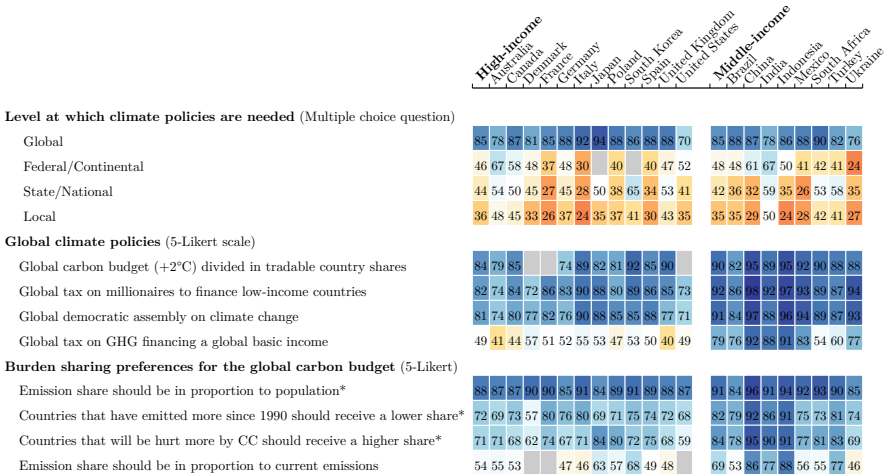 High-income Australia Canada Denmark France Germany Italy Japan Poland South Korea Spain United Kingdom United States Middle-income Brazil China India Indonesia Mexico South Africa Turkey Ukraine
Level at which climate policies are needed (Multiple choice question)
Global 85 78 87 81 85 88 92 94 88 86 88 88 70 85 88 87 78 86 88 90 82 76
Federal/Continental 46 67 58 48 37 48 30 40 40 47 52 48 48 61 67 50 41 42 41 24
State/National 44 54 50 45 27 45 28 50 38 65 34 53 41 42 36 32 59 35 26 53 58 35
Local 36 48 45 33 26 37 24 35 37 41 30 43 35 35 35 29 50 24 28 42 41 27
Global climate policies (5-Likert scale)
Global carbon budget (+2°C) divided in tradable country shares 84 79 85 74 89 82 81 92 85 90 90 82 95 89 95 92 90 88 88
Global tax on millionaires to finance low-income countries 82 74 84 72 86 83 90 88 80 89 86 85 73 92 86 98 92 97 93 89 87 94
Global democratic assembly on climate change 81 74 80 77 82 76 90 88 85 85 88 77 71 91 84 97 88 96 94 89 87 93
Global tax on GHG financing a global basic income 49 41 44 57 51 52 55 53 47 53 50 40 49 79 76 92 88 91 83 54 60 77
Burden sharing preferences for the global carbon budget (5-Likert)
Emission share should be in proportion to population* 88 87 87 90 90 85 91 84 89 91 89 88 87 91 84 96 91 94 92 93 90 85
Countries that have emitted more since 1990 should receive a lower share* 72 69 73 57 80 76 80 69 71 75 74 72 68 82 79 92 86 91 75 73 81 74
Countries that will be hurt more by CC should receive a higher share* 71 71 68 62 74 67 71 84 80 72 75 68 59 84 78 95 90 91 77 81 83 69
Emission share should be in proportion to current emissions 54 55 53 47 46 63 57 68 49 48 69 53 86 77 88 56 55 77 46